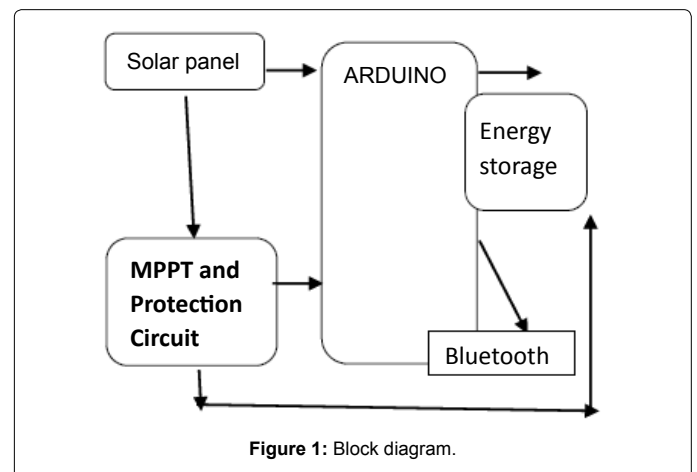 Solar panel
ARDUINO
Energy
storage
MPPT and
Protection
Circuit
Bluetooth
Figure 1: Block diagram.